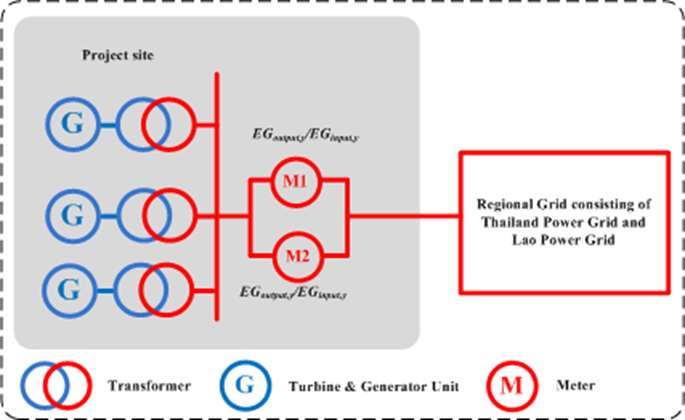 Project site
G
EGoutput,y/EGinput,y
M1
Regional Grid consisting of
Thailand Power Grid and
Lao Power Grid
G
M2
G
EGoutput,y/EGinput,y
Transformer
G
Turbine & Generator Unit
M
Meter